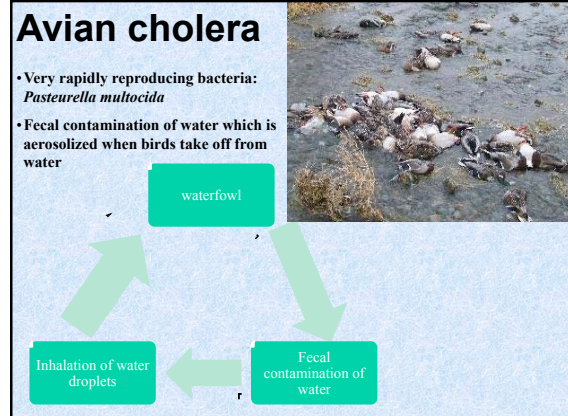 Avian cholera
• Very rapidly reproducing bacteria:
Pasteurella multocida
• Fecal contamination of water which is
aerosolized when birds take off from
water
waterfowl
Fecal
contamination of
water
Inhalation of water
droplets